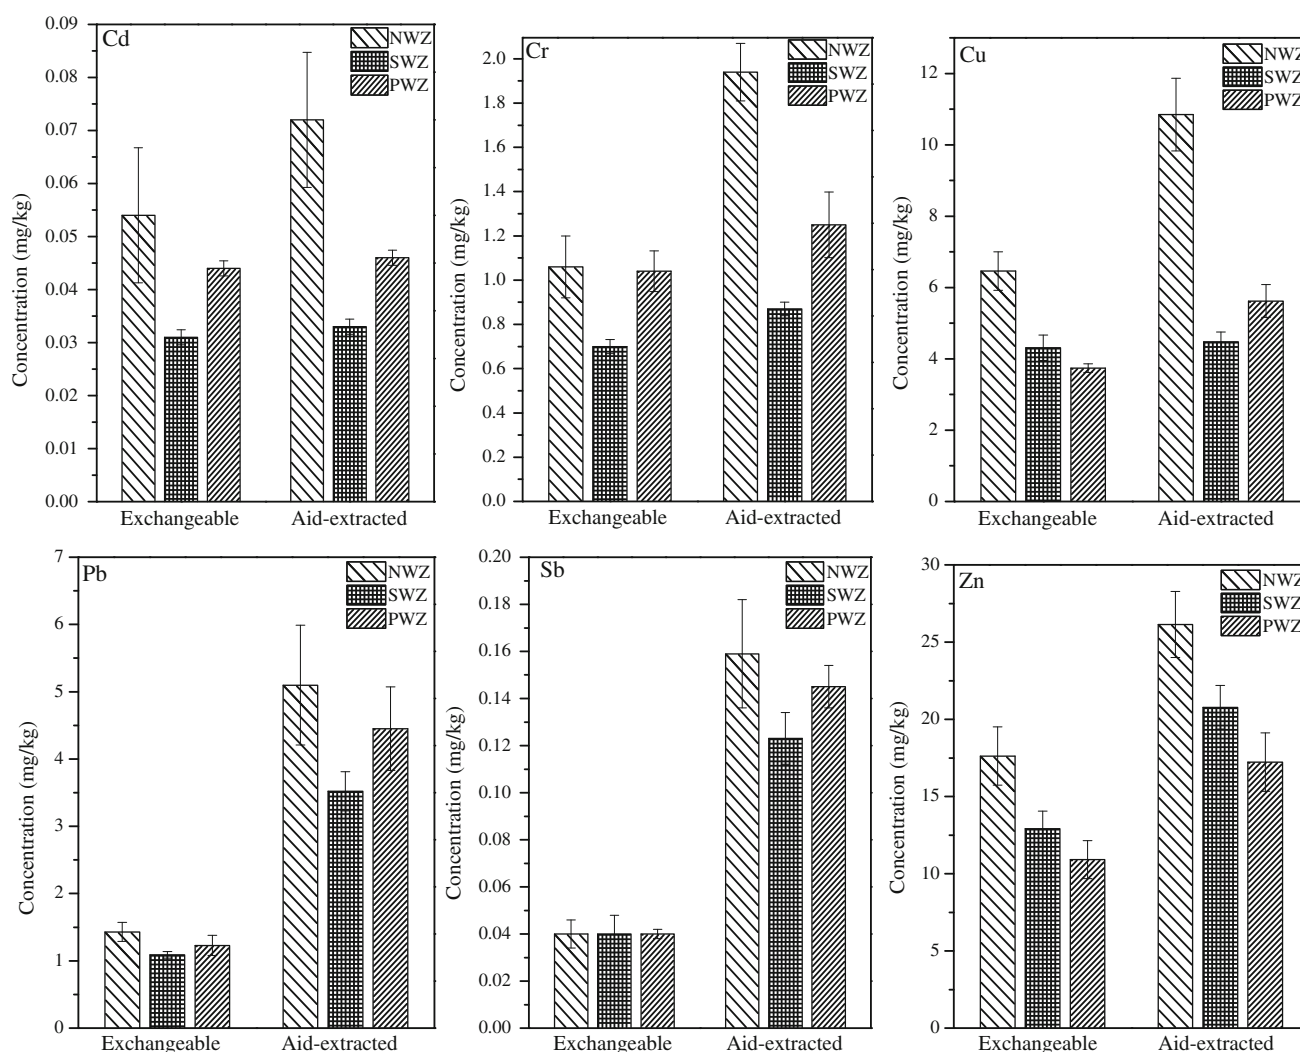 Cd
NWZ
SWZ
PWZ
Concentration (mg/kg)
0.09
0.08
0.07
0.06
0.05
0.04
0.03
0.02
0.01
0.00
Exchangeable Aid-extracted
Cr
NWZ
SWZ
PWZ
Concentration (mg/kg)
2.0
1.8
1.6
1.4
1.2
1.0
0.8
0.6
0.4
0.2
0.0
Exchangeable Aid-extracted
Cu
NWZ
SWZ
PWZ
Concentration (mg/kg)
12
10
8
6
4
2
0
Exchangeable Aid-extracted
Pb
NWZ
SWZ
PWZ
Concentration (mg/kg)
7
6
5
4
3
2
1
0
Exchangeable Aid-extracted
Sb
NWZ
SWZ
PWZ
Concentration (mg/kg)
0.20
0.18
0.16
0.14
0.12
0.10
0.08
0.06
0.04
0.02
0.00
Exchangeable Aid-extracted
Zn
NWZ
SWZ
PWZ
Concentration (mg/kg)
30
25
20
15
10
5
0
Exchangeable Aid-extracted